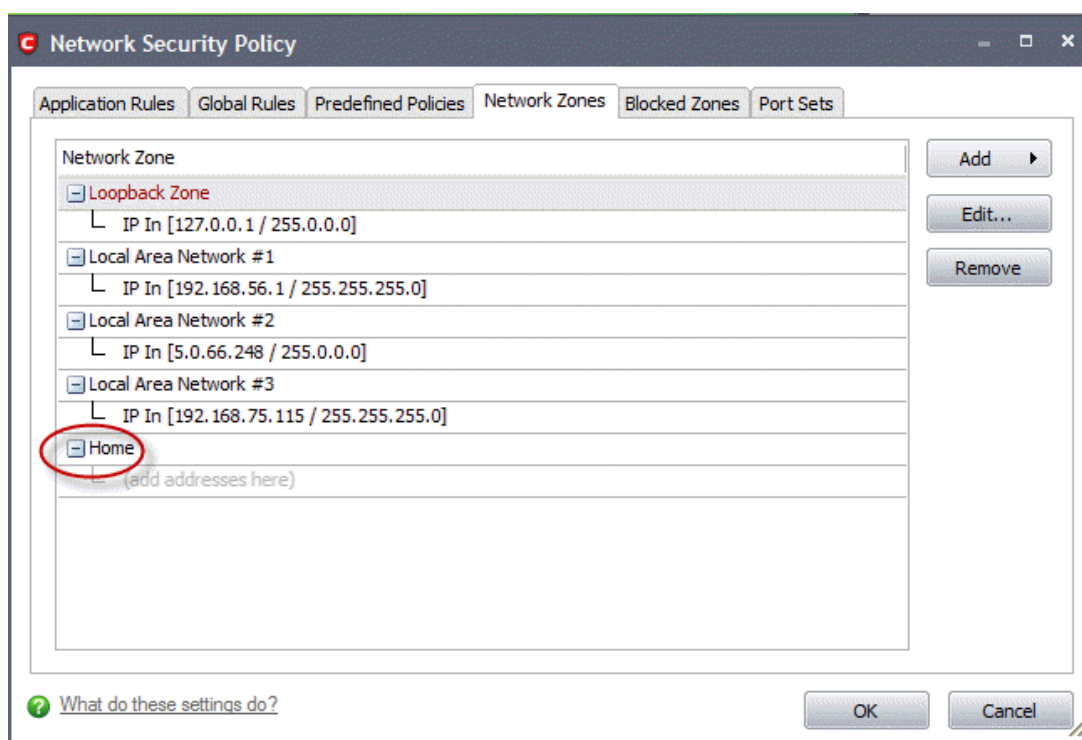 Network Security Policy
Application Rules Global Rules Predefined Policies Network Zones Blocked Zones Port Sets
Network Zone
Loopback Zone
IP In [127.0.0.1 / 255.0.0.0]
Local Area Network #1
IP In [192.168.56.1 / 255.255.255.0]
Local Area Network #2
IP In [5.0.66.248 / 255.0.0.0]
Local Area Network #3
IP In [192.168.75.115 / 255.255.255.0]
Home
(add addresses here)
Add
Edit...
Remove
What do these settings do?
OK Cancel